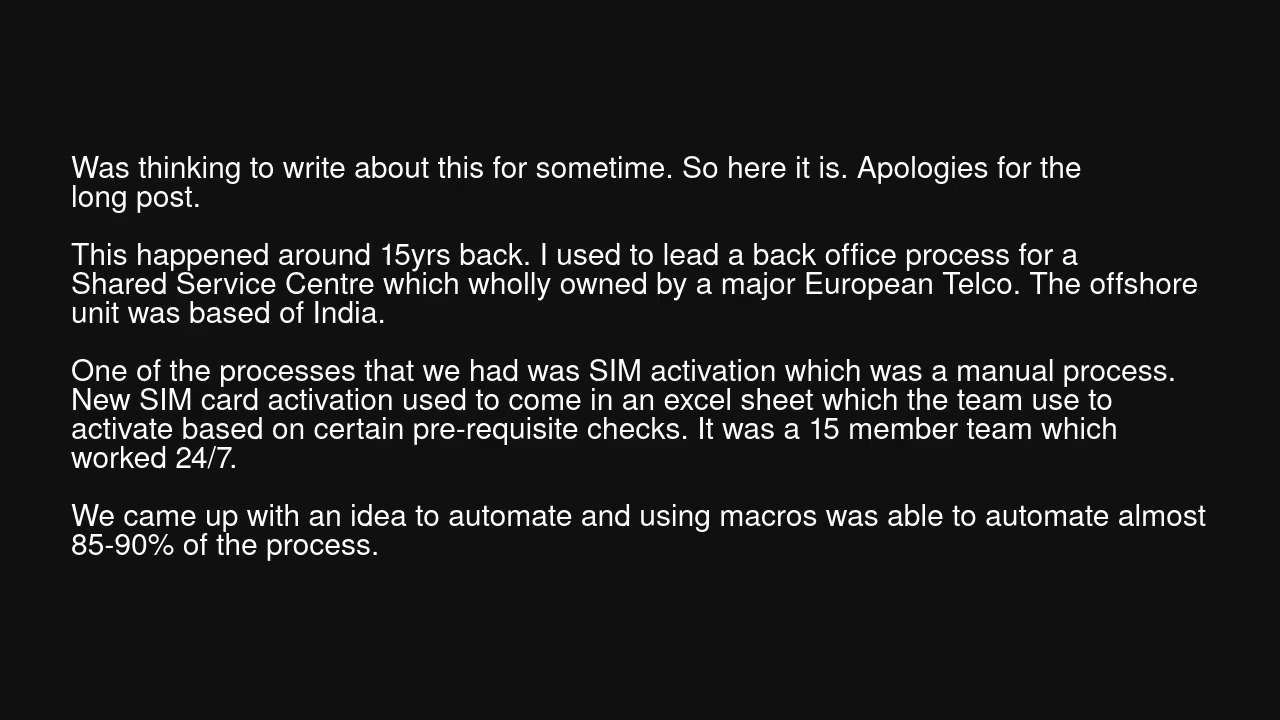 Was thinking to write about this for sometime. So here it is. Apologies for the
long post.
This happened around 15yrs back. I used to lead a back office process for a
Shared Service Centre which wholly owned by a major European Telco. The offshore
unit was based of India.
One of the processes that we had was SIM activation which was a manual process.
New SIM card activation used to come in an excel sheet which the team use to
activate based on certain pre-requisite checks. It was a 15 member team which
worked 24/7.
We came up with an idea to automate and using macros was able to automate almost
85-90% of the process.